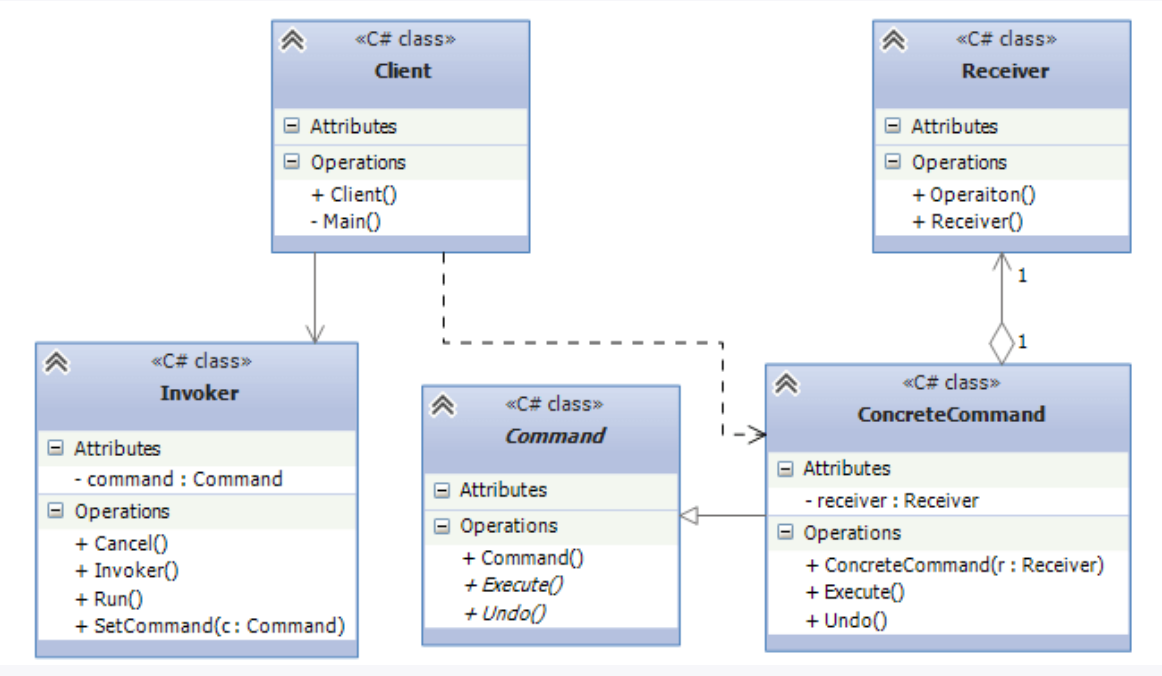 «C# class»
Client
Attributes
Operations
+ Client()
- Main()
«C# class»
Receiver
Attributes
Operations
+ Operaiton()
+ Receiver()
1
1
«C# class»
Invoker
Attributes
- command : Command
Operations
+ Cancel()
+ Invoker()
+ Run()
+ SetCommand(c : Command)
«C# class»
Command
Attributes
Operations
+ Command()
+ Execute()
+ Undo()
«C# class»
ConcreteCommand
Attributes
- receiver : Receiver
Operations
+ ConcreteCommand(r : Receiver)
+ Execute()
+ Undo()